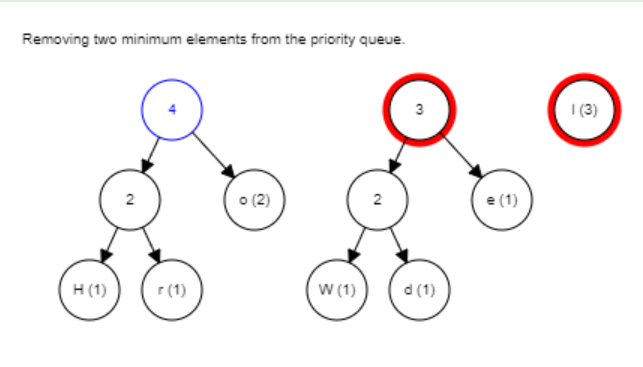 Removing two minimum elements from the priority queue.
4
3
l (3)
2
o (2)
2
e (1)
H (1)
r (1)
W (1)
d (1)